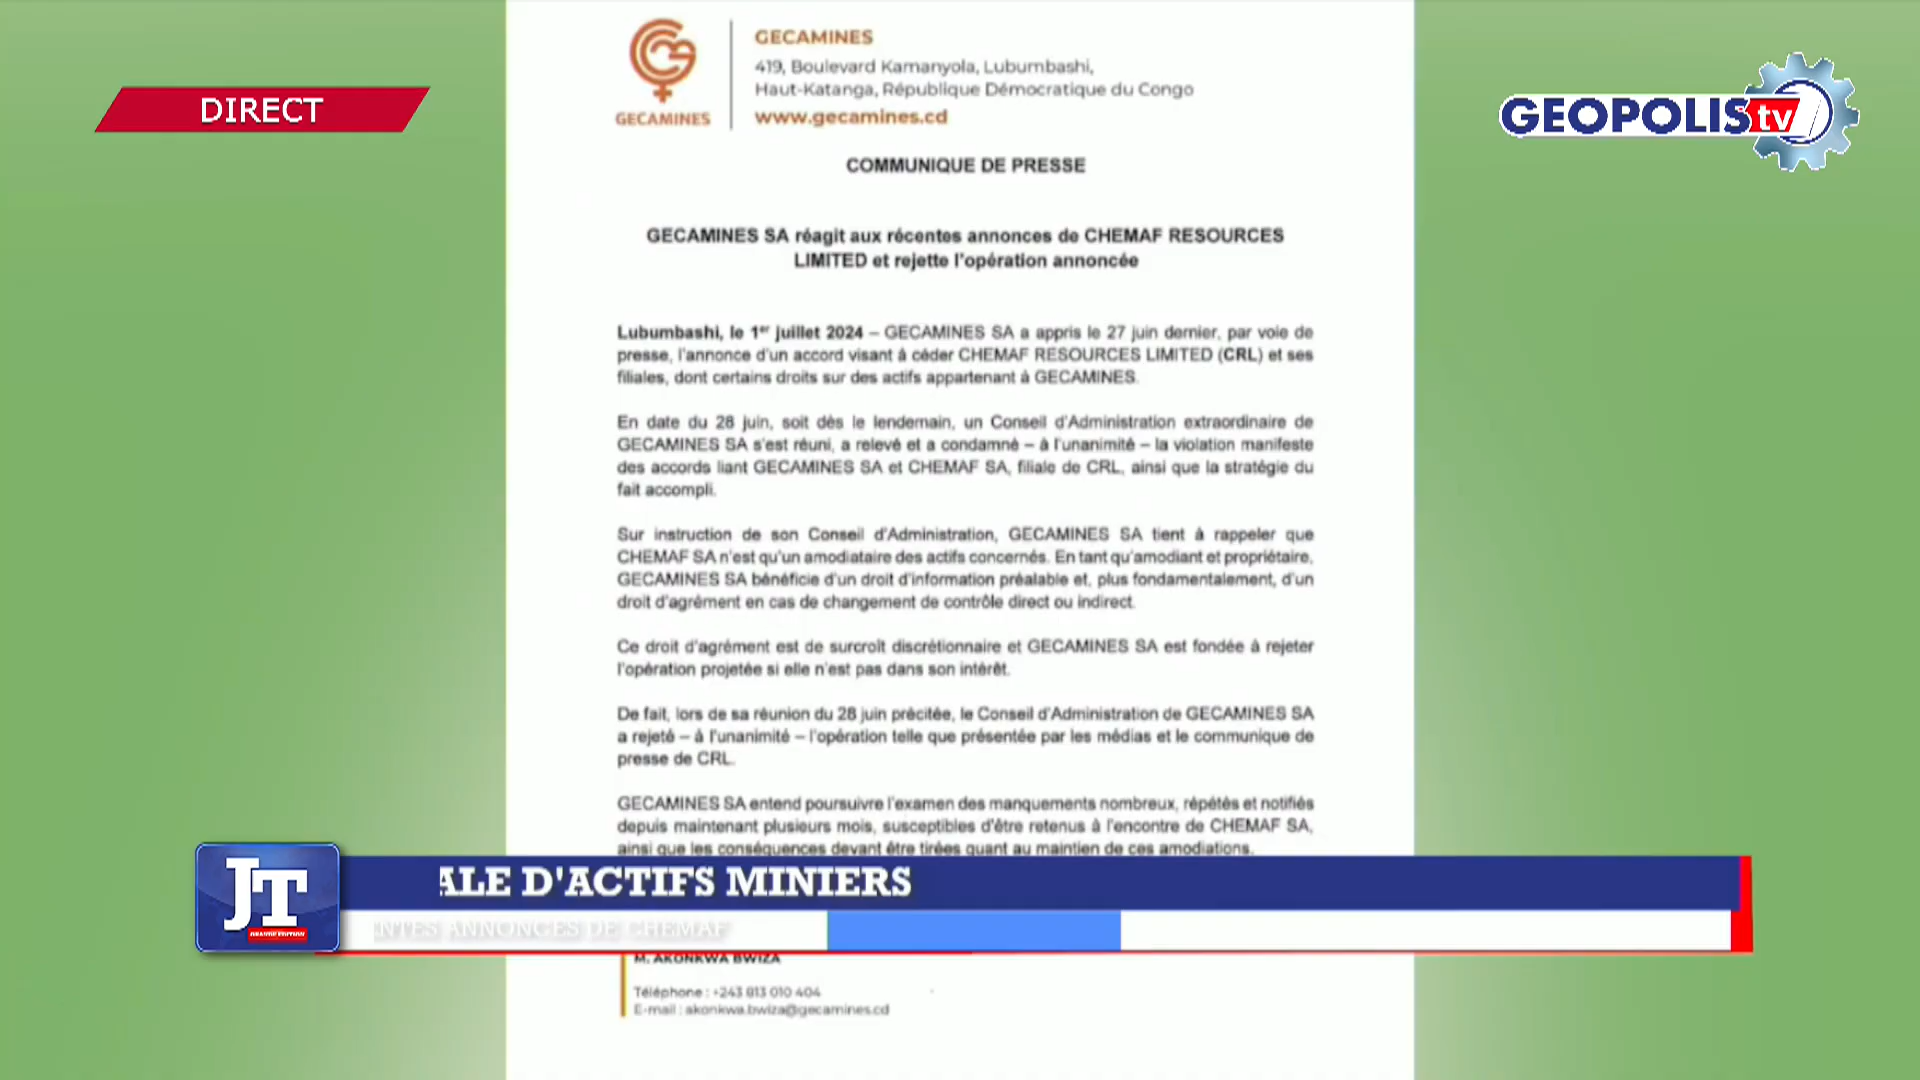 GECAMINES
419, Boulevard Kamanyola, Lubumbashi,
Haut-Katanga, République Démocratique du Congo
www.gecamines.cd
GECAMINES
DIRECT
GEOPOLIS tv
COMMUNIQUE DE PRESSE
GECAMINES SA réagit aux récentes annonces de CHEMAF RESOURCES
LIMITED et rejette l'opération annoncée
Lubumbashi, le 1er juillet 2024 – GECAMINES SA a appris le 27 juin dernier, par voie de
presse, l'annonce d'un accord visant à céder CHEMAF RESOURCES LIMITED (CRL) et ses
filiales, dont certains droits sur des actifs appartenant à GECAMINES.
En date du 28 juin, soit dès le lendemain, un Conseil d'Administration extraordinaire de
GECAMINES SA s'est réuni, a relevé et a condamné – à l'unanimité – la violation manifeste
des accords liant GECAMINES SA et CHEMAF SA, filiale de CRL, ainsi que la stratégie du
fait accompli.
Sur instruction de son Conseil d'Administration, GECAMINES SA tient à rappeler que
CHEMAF SA n'est qu'un amodiataire des actifs concernés. En tant qu'amodiant et propriétaire,
GECAMINES SA bénéficie d'un droit d'information préalable et, plus fondamentalement, d'un
droit d'agrément en cas de changement de contrôle direct ou indirect.
Ce droit d'agrément est de surcroît discrétionnaire et GECAMINES SA est fondée à rejeter
l'opération projetée si elle n'est pas dans son intérêt.
De fait, lors de sa réunion du 28 juin précitée, le Conseil d'Administration de GECAMINES SA
a rejeté – à l'unanimité – l'opération telle que présentée par les médias et le communique de
presse de CRL.
GECAMINES SA entend poursuivre l'examen des manquements nombreux, répétés et notifiés
depuis maintenant plusieurs mois, susceptibles d'être retenus à l'encontre de CHEMAF SA,
ainsi que les conséquences devant être tirées quant au maintien de ces amodiations.
JT
GRANDE EDITION
ALE D'ACTIFS MINIERS
ENTES ANNONCES DE CHEMAF
M. AKONKWA BWIZA
Téléphone : +243 813 010 404
E-mail : akonkwa.bwiza@gecamines.cd